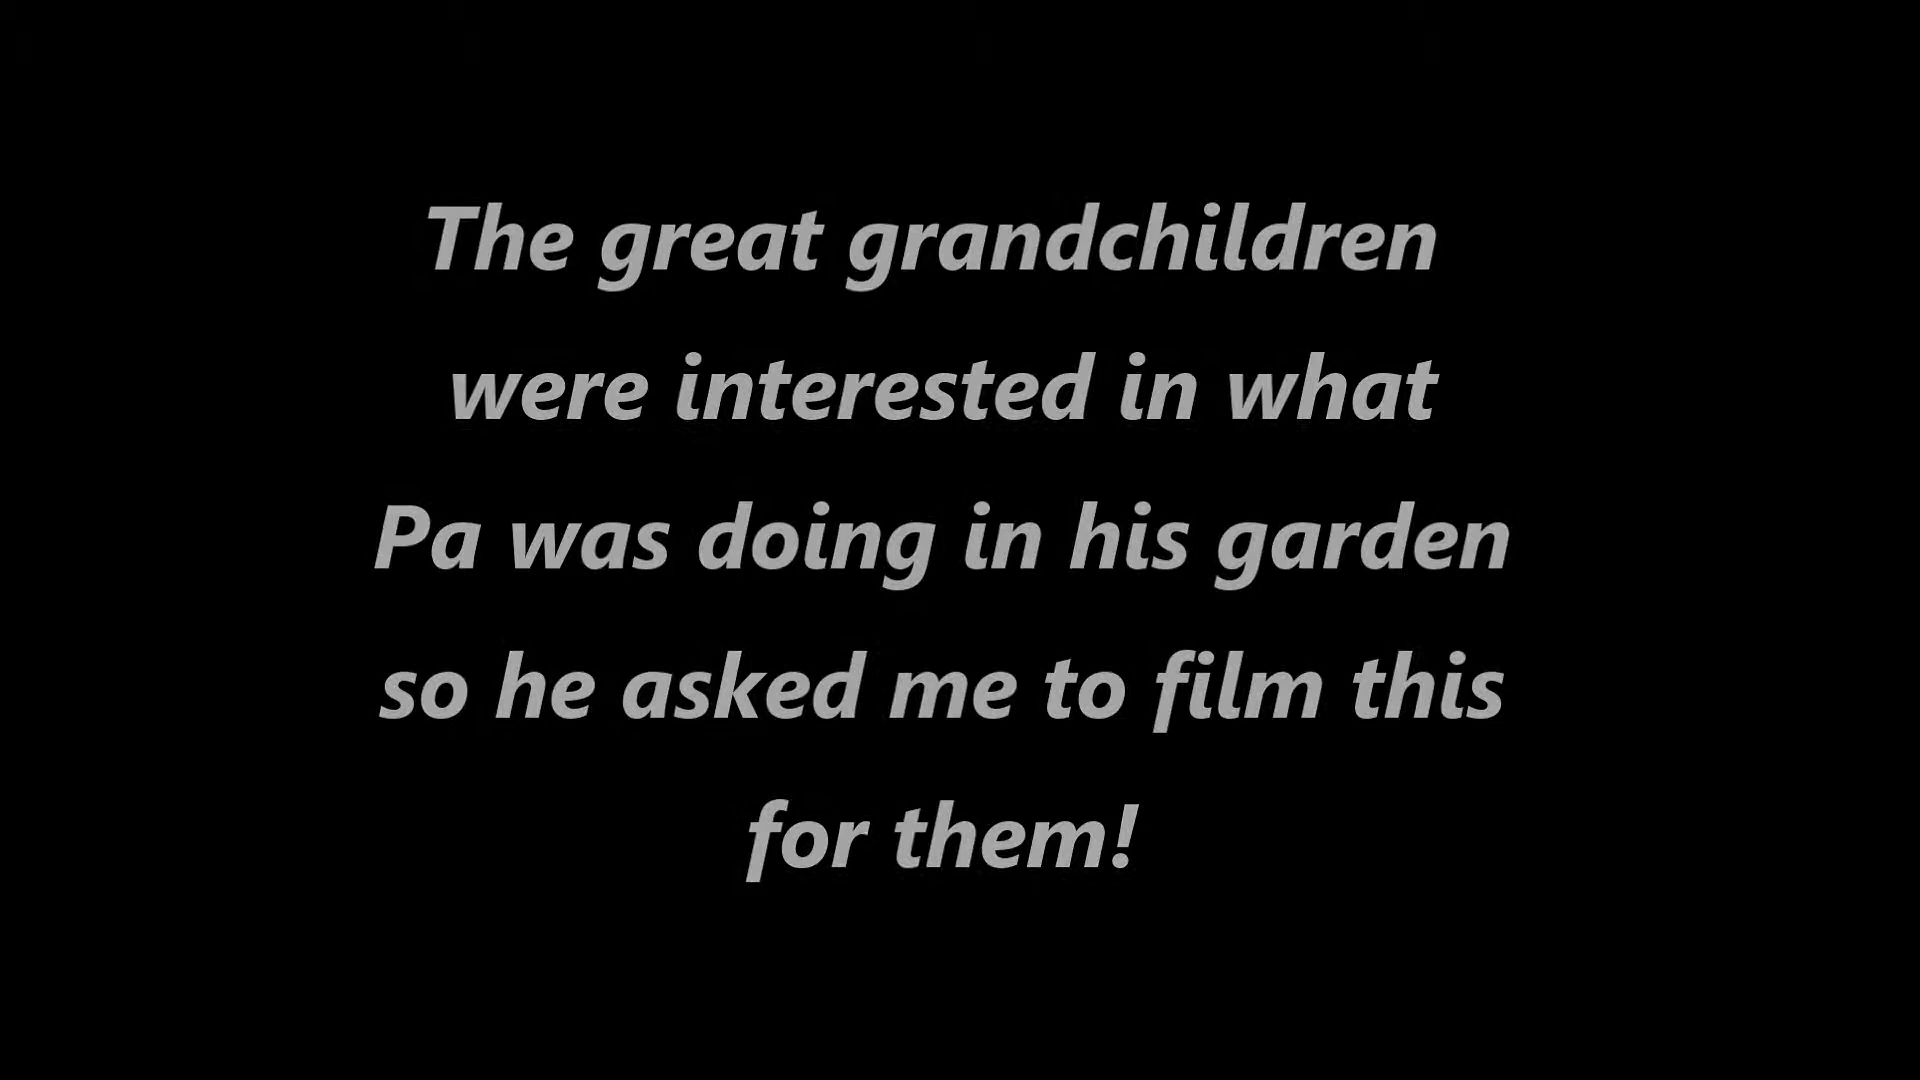 The great grandchildren
were interested in what
Pa was doing in his garden
so he asked me to film this
for them!